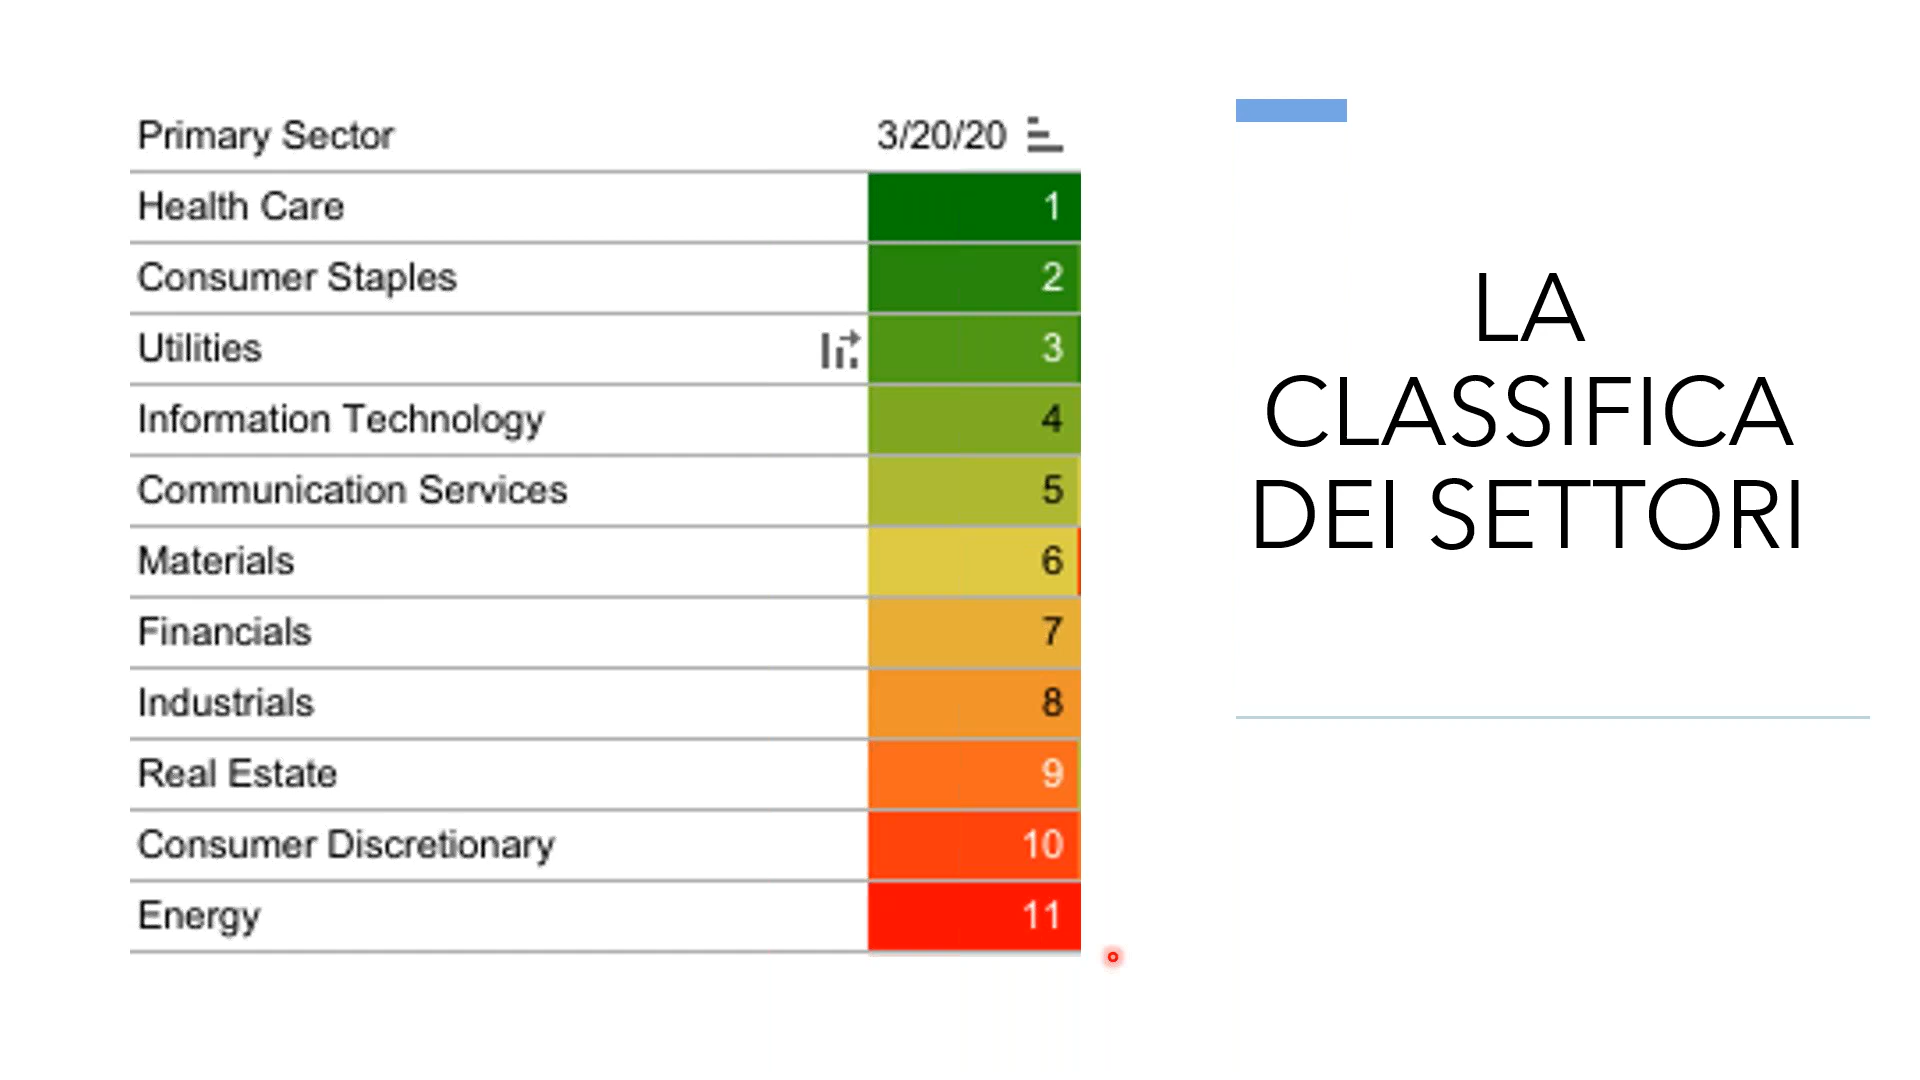 Primary Sector 3/20/20
Health Care 1
Consumer Staples 2
Utilities 3
Information Technology 4
Communication Services 5
Materials 6
Financials 7
Industrials 8
Real Estate 9
Consumer Discretionary 10
Energy 11
LA
CLASSIFICA
DEI SETTORI